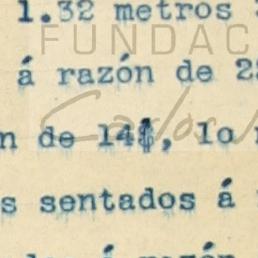 1.32 metros
FUNDAC
á razón de 2
n de 14$, lo
s sentados á